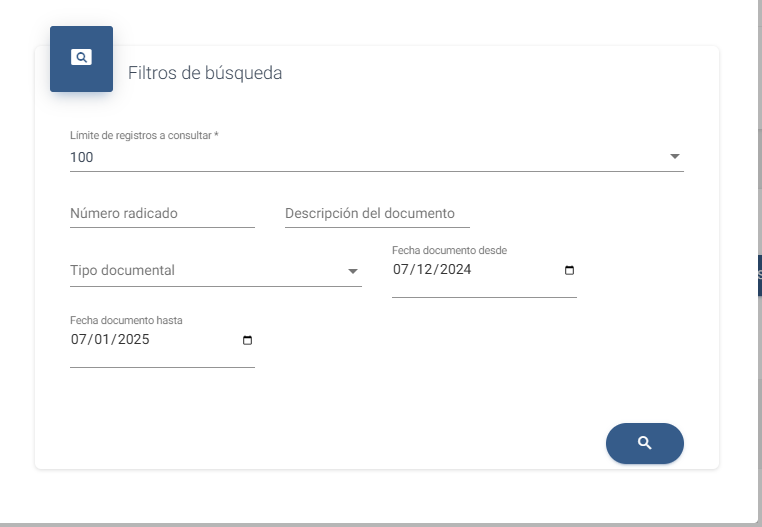 Filtros de búsqueda
Límite de registros a consultar *
100
Número radicado
Descripción del documento
Tipo documental
Fecha documento desde
07/12/2024
Fecha documento hasta
07/01/2025